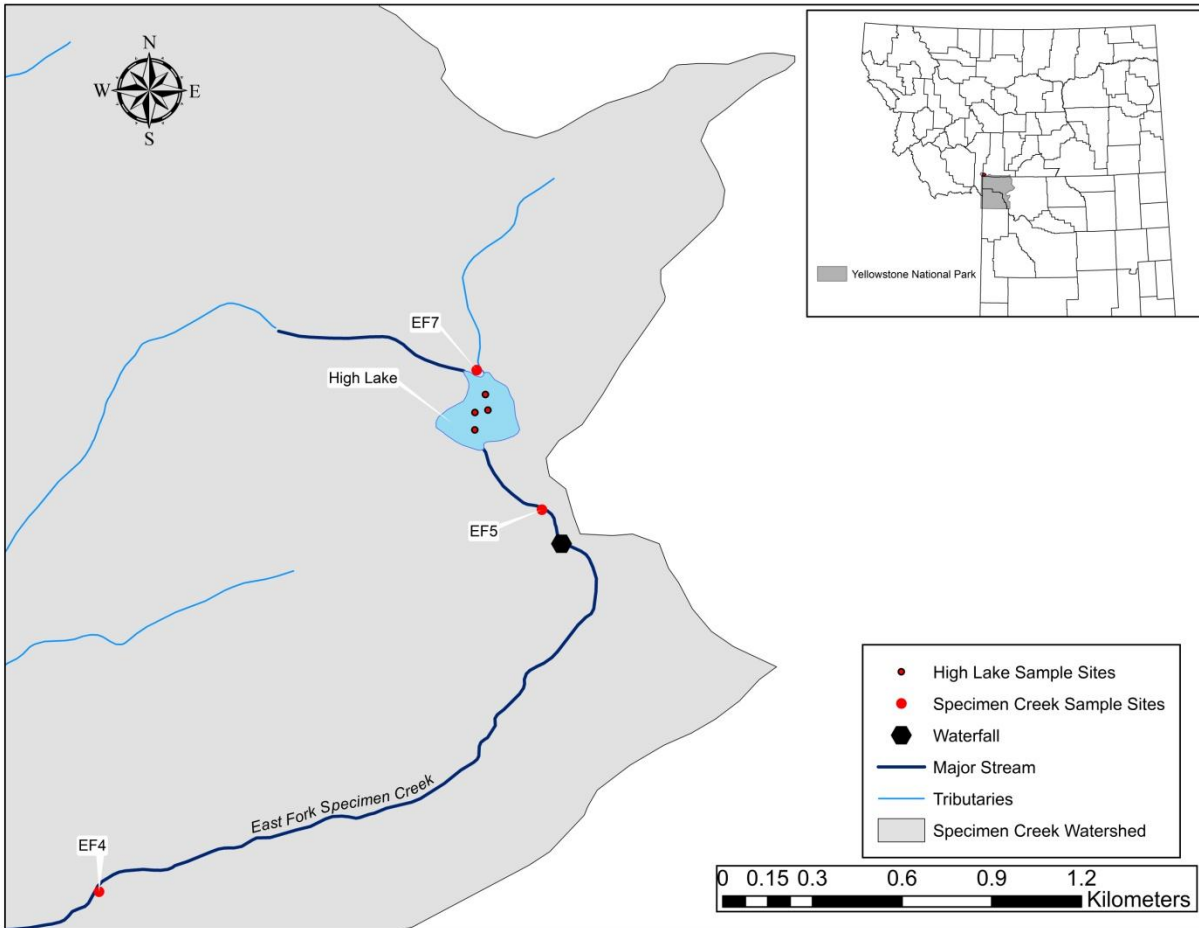 N
W E
S
EF7
High Lake
EF5
East Fork Specimen Creek
EF4
Yellowstone National Park
High Lake Sample Sites
Specimen Creek Sample Sites
Waterfall
Major Stream
Tributaries
Specimen Creek Watershed
0 0.15 0.3 0.6 0.9 1.2
Kilometers